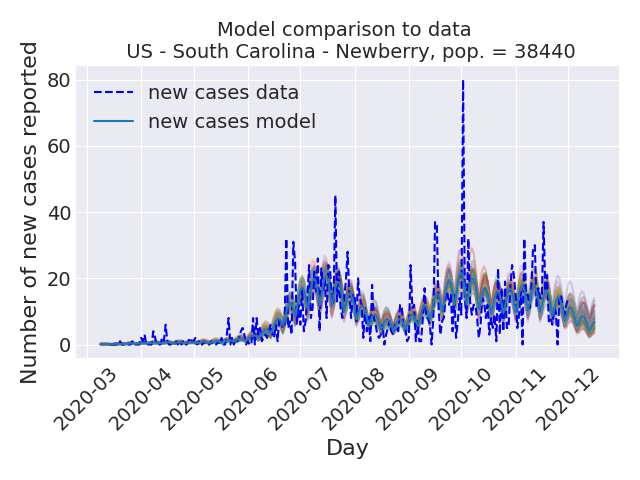 Model comparison to data
US - South Carolina - Newberry, pop. = 38440
Number of new cases reported
80
60
40
20
0
new cases data
new cases model
2020-03
2020-04
2020-05
2020-06
2020-07
2020-08
2020-09
2020-10
2020-11
2020-12
Day